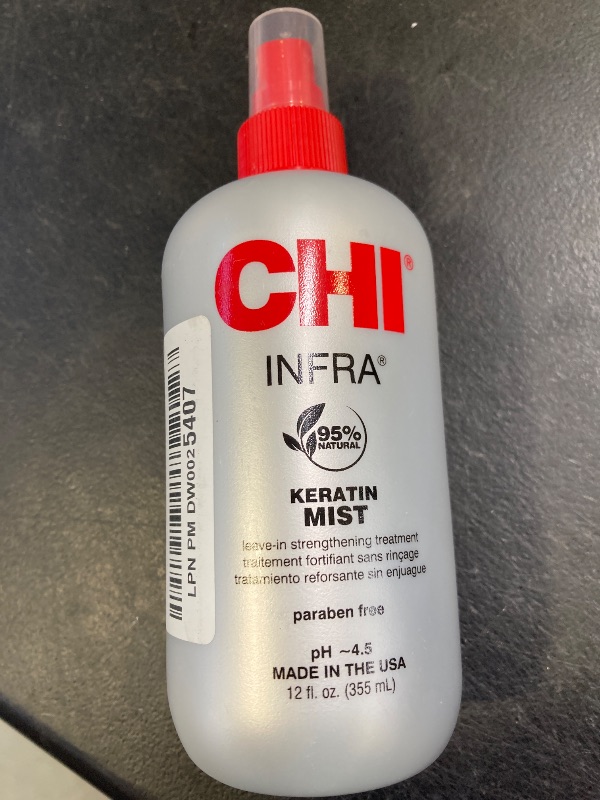 CHI®
INFRA®
95%
NATURAL
KERATIN
MIST
leave-in strengthening treatment
traitement fortifiant sans rinçage
tratamiento reforsante sin enjuague
paraben free
pH ~4.5
MADE IN THE USA
12 fl. oz. (355 mL)
LPN PM DW0025407